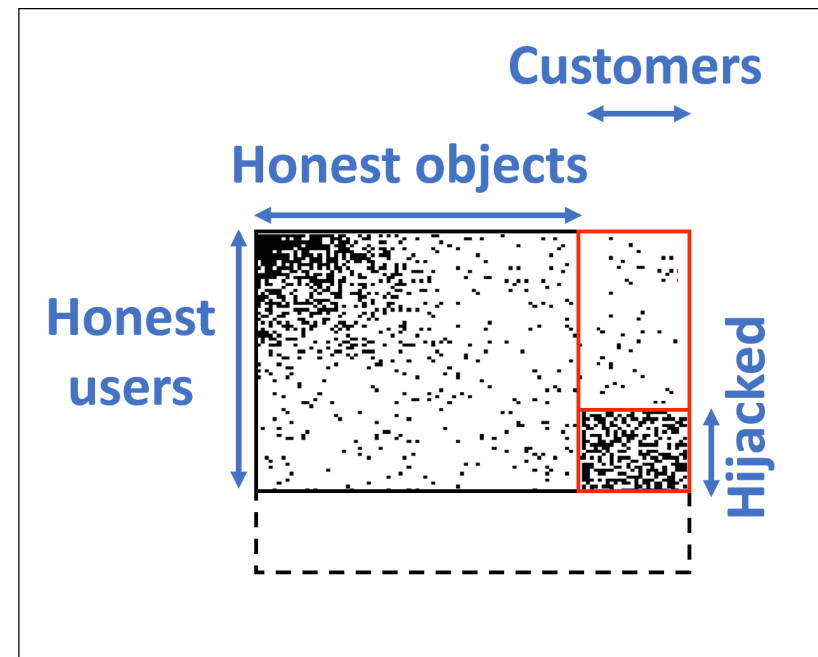 Customers
Honest objects
Honest
users
Hijacked